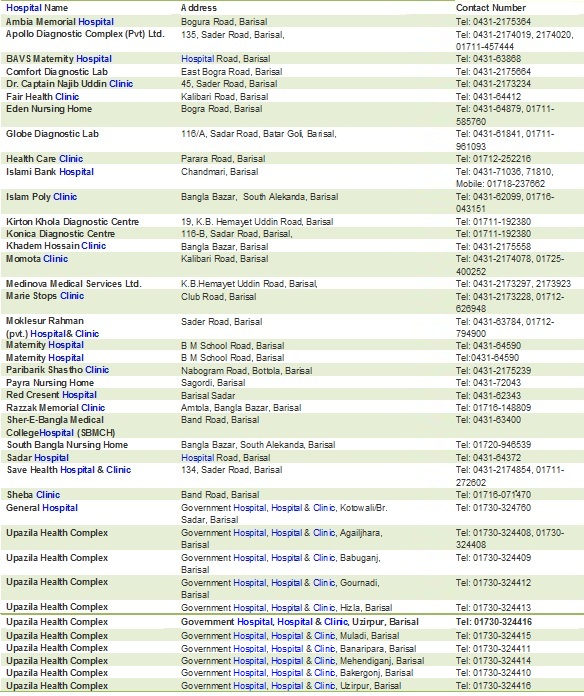 Hospital Name Address Contact Number
Ambia Memorial Hospital Bogura Road, Barisal Tel: 0431-2175364
Apollo Diagnostic Complex (Pvt) Ltd. 135, Sader Road, Barisal, Tel: 0431-2174019, 2174020,
01711-457444
BAVS Maternity Hospital Hospital Road, Barisal Tel: 0431-63868
Comfort Diagnostic Lab East Bogra Road, Barisal Tel: 0431-2175664
Dr. Captain Najib Uddin Clinic 45, Sader Road, Barisal Tel: 0431-2173234
Fair Health Clinic Kalibari Road, Barisal Tel: 0431-64412
Eden Nursing Home Bogra Road, Barisal Tel: 0431-64879, 01711-
585760
Globe Diagnostic Lab 116/A, Sadar Road, Batar Goli, Barisal, Tel: 0431-61841, 01711-
961093
Health Care Clinic Parara Road, Barisal Tel: 01712-252216
Islami Bank Hospital Chandmari, Barisal Tel: 0431-71036, 71810,
Mobile: 01718-237662
Islam Poly Clinic Bangla Bazar, South Alekanda, Barisal Tel: 0431-62099, 01716-
043151
Kirton Khola Diagnostic Centre 19, K.B. Hemayet Uddin Road, Barisal Tel: 01711-192380
Konica Diagnostic Centre 116-B, Sadar Road, Barisal, Tel: 01711-192380
Khadem Hossain Clinic Bangla Bazar, Barisal Tel: 0431-2175558
Momota Clinic Kalibari Road, Barisal Tel: 0431-2174078, 01725-
400252
Medinova Medical Services Ltd. K.B.Hemayet Uddin Road, Barisal, Tel: 0431-2173297, 2173923
Marie Stops Clinic Club Road, Barisal Tel: 0431-2173228, 01712-
626948
Moklesur Rahman Sader Road, Barisal Tel: 0431-63784, 01712-
(pvt.) Hospital& Clinic 794900
Maternity Hospital B M School Road, Barisal Tel: 0431-64590
Maternity Hospital B M School Road, Barisal Tel:0431-64590
Paribarik Shastho Clinic Nabogram Road, Bottola, Barisal Tel: 0431-2175239
Payra Nursing Home Sagordi, Barisal Tel: 0431-72043
Red Cresent Hospital Barisal Sadar Tel: 0431-62343
Razzak Memorial Clinic Amtola, Bangla Bazar, Barisal Tel: 01716-148809
Sher-E-Bangla Medical Band Road, Barisal Tel: 0431-63400
CollegeHospital (SBMCH)
South Bangla Nursing Home Bangla Bazar, South Alekanda, Barisal Tel: 01720-946539
Sadar Hospital Hospital Road, Barisal Tel: 0431-64372
Save Health Hospital & Clinic 134, Sader Road, Barisal Tel: 0431-2174854, 01711-
272602
Sheba Clinic Band Road, Barisal Tel: 01716-071470
General Hospital Government Hospital, Hospital & Clinic, Kotowali/Br. Tel: 01730-324760
Sadar, Barisal
Upazila Health Complex Government Hospital, Hospital & Clinic, Agailjhara, Tel: 01730-324408, 01730-
Barisal 324408
Upazila Health Complex Government Hospital, Hospital & Clinic, Babuganj, Tel: 01730-324409
Barisal
Upazila Health Complex Government Hospital, Hospital & Clinic, Gournadi, Tel: 01730-324412
Barisal
Upazila Health Complex Government Hospital, Hospital & Clinic, Hizla, Barisal Tel: 01730-324413
Upazila Health Complex Government Hospital, Hospital & Clinic, Uzirpur, Barisal Tel: 01730-324416
Upazila Health Complex Government Hospital, Hospital & Clinic, Muladi, Barisal Tel: 01730-324415
Upazila Health Complex Government Hospital, Hospital & Clinic, Banaripara, Barisal Tel: 01730-324411
Upazila Health Complex Government Hospital, Hospital & Clinic, Mehendiganj, Barisal Tel: 01730-324414
Upazila Health Complex Government Hospital, Hospital & Clinic, Bakergonj, Barisal Tel: 01730-324410
Upazila Health Complex Government Hospital, Hospital & Clinic, Uzirpur, Barisal Tel: 01730-324416